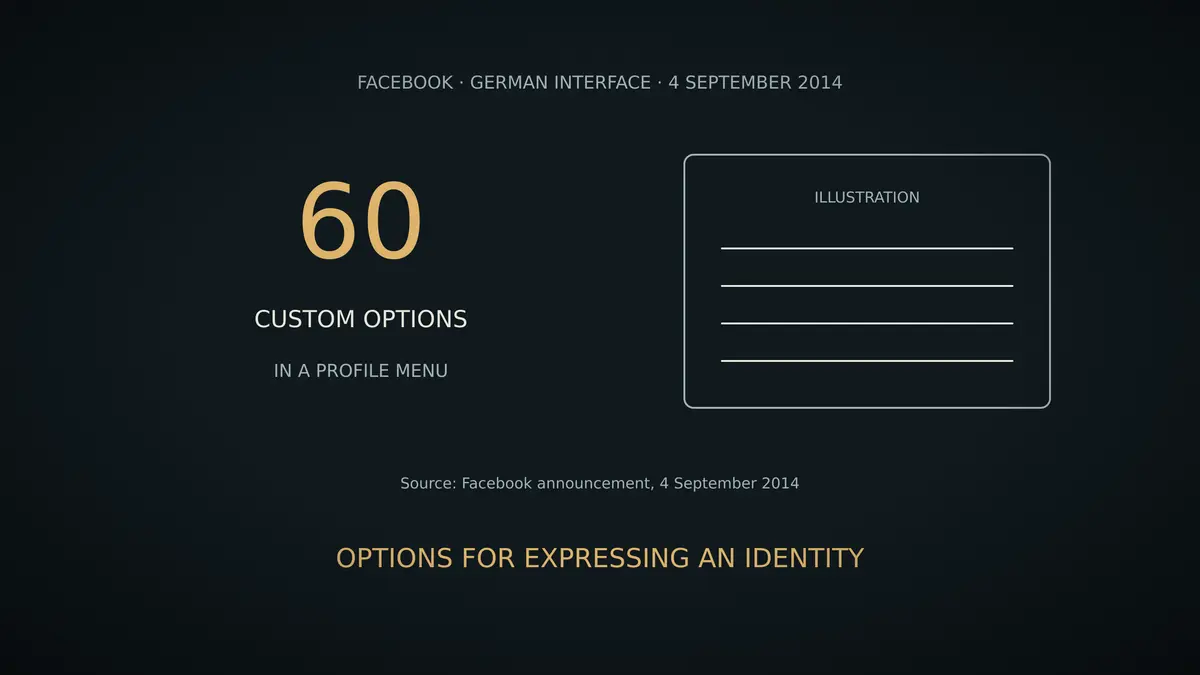 FACEBOOK · GERMAN INTERFACE · 4 SEPTEMBER 2014
60
CUSTOM OPTIONS
IN A PROFILE MENU
ILLUSTRATION
Source: Facebook announcement, 4 September 2014
OPTIONS FOR EXPRESSING AN IDENTITY